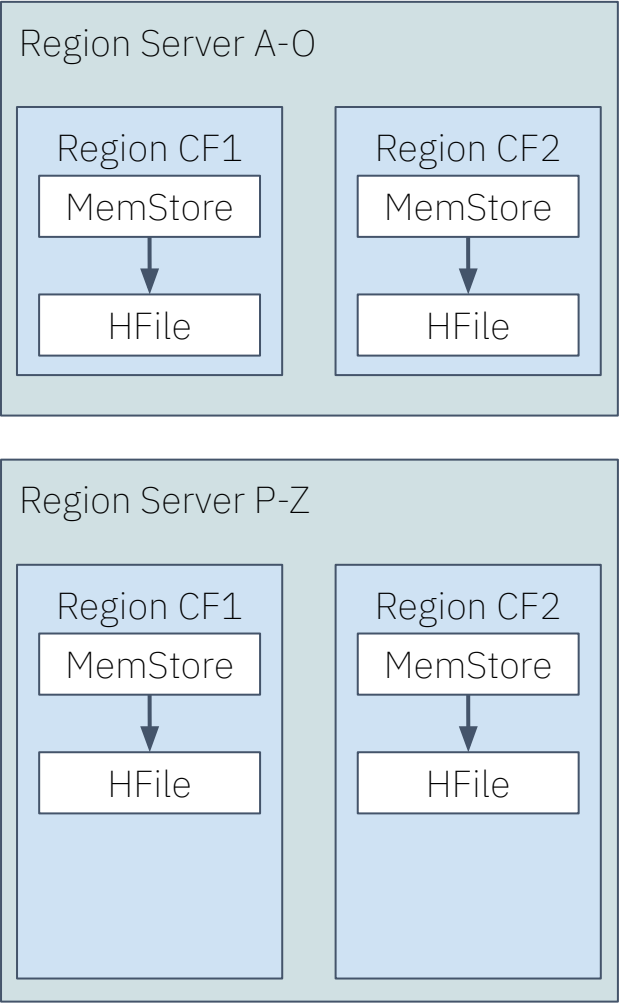 Region Server A-O
Region CF1
MemStore
HFile
Region CF2
MemStore
HFile
Region Server P-Z
Region CF1
MemStore
HFile
Region CF2
MemStore
HFile